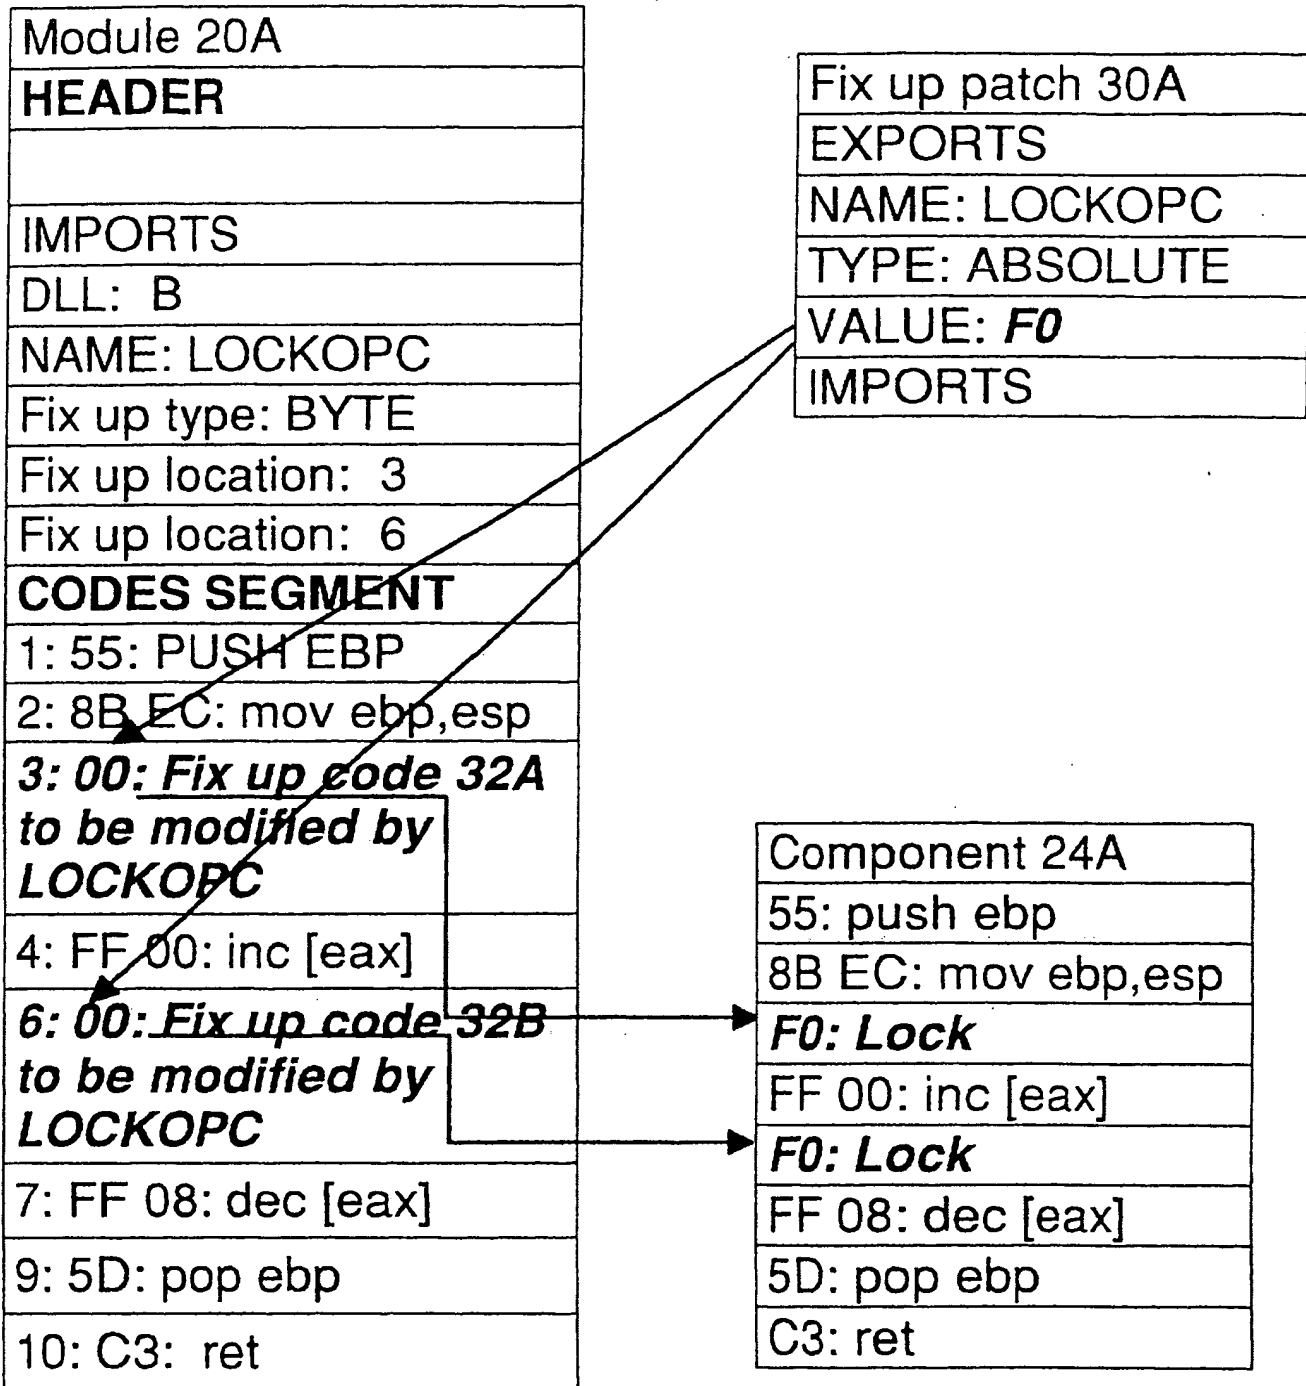 Module 20A
HEADER
IMPORTS
DLL: B
NAME: LOCKOPC
Fix up type: BYTE
Fix up location: 3
Fix up location: 6
CODES SEGMENT
1: 55: PUSH EBP
2: 8B EC: mov ebp,esp
3: 00: Fix up code 32A
to be modified by
LOCKOPC
4: FF 00: inc [eax]
6: 00: Fix up code 32B
to be modified by
LOCKOPC
7: FF 08: dec [eax]
9: 5D: pop ebp
10: C3: ret
Fix up patch 30A
EXPORTS
NAME: LOCKOPC
TYPE: ABSOLUTE
VALUE: F0
IMPORTS
Component 24A
55: push ebp
8B EC: mov ebp,esp
F0: Lock
FF 00: inc [eax]
F0: Lock
FF 08: dec [eax]
5D: pop ebp
C3: ret